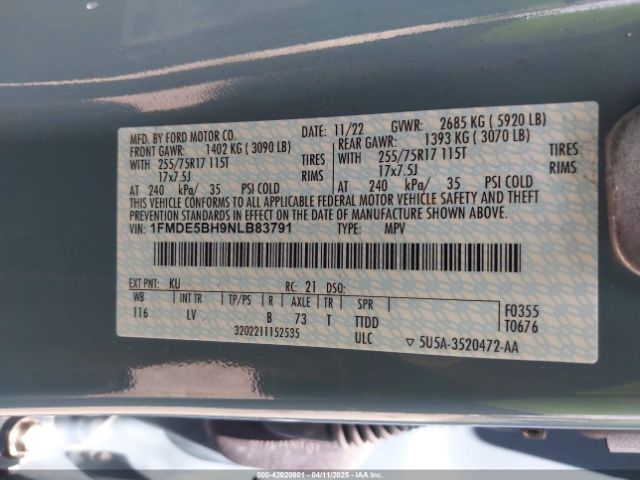 MFD. BY FORD MOTOR CO. DATE: 11/22 GVWR: 2685 KG ( 5920 LB)
FRONT GAWR: 1402 KG ( 3090 LB) REAR GAWR: 1393 KG ( 3070 LB)
WITH 255/75R17 115T TIRES WITH 255/75R17 115T TIRES
17x7.5J RIMS 17x7.5J RIMS
AT 240 kPa/ 35 PSI COLD AT 240 kPa/ 35 PSI COLD
THIS VEHICLE CONFORMS TO ALL APPLICABLE FEDERAL MOTOR VEHICLE SAFETY AND THEFT
PREVENTION STANDARDS IN EFFECT ON THE DATE OF MANUFACTURE SHOWN ABOVE.
VIN: 1FMDE5BH9NLB83791 TYPE: MPV
EXT PNT: KU RC: 21 DSO:
WB INT TR TP/PS R AXLE TR SPR F0355
116 LV B 73 T TTDD T0676
3202211152535 ULC ▽ 5U5A-3520472-AA
000-42020801 - 04/11/2025 - IAAI